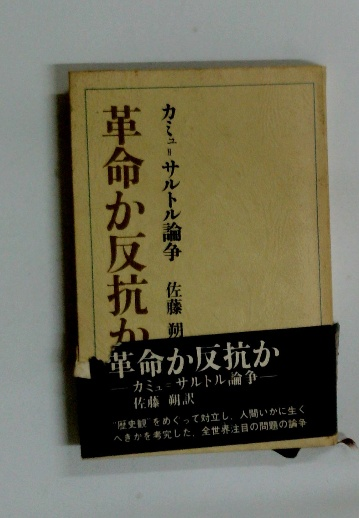 革命か反抗か
カミュ=サルトル論争 佐藤 朔
革命か反抗か
―カミュ=サルトル論争―
佐藤 朔訳
"歴史観"をめぐって対立し、人間いかに生く
べきかを考究した、全世界注目の問題の論争